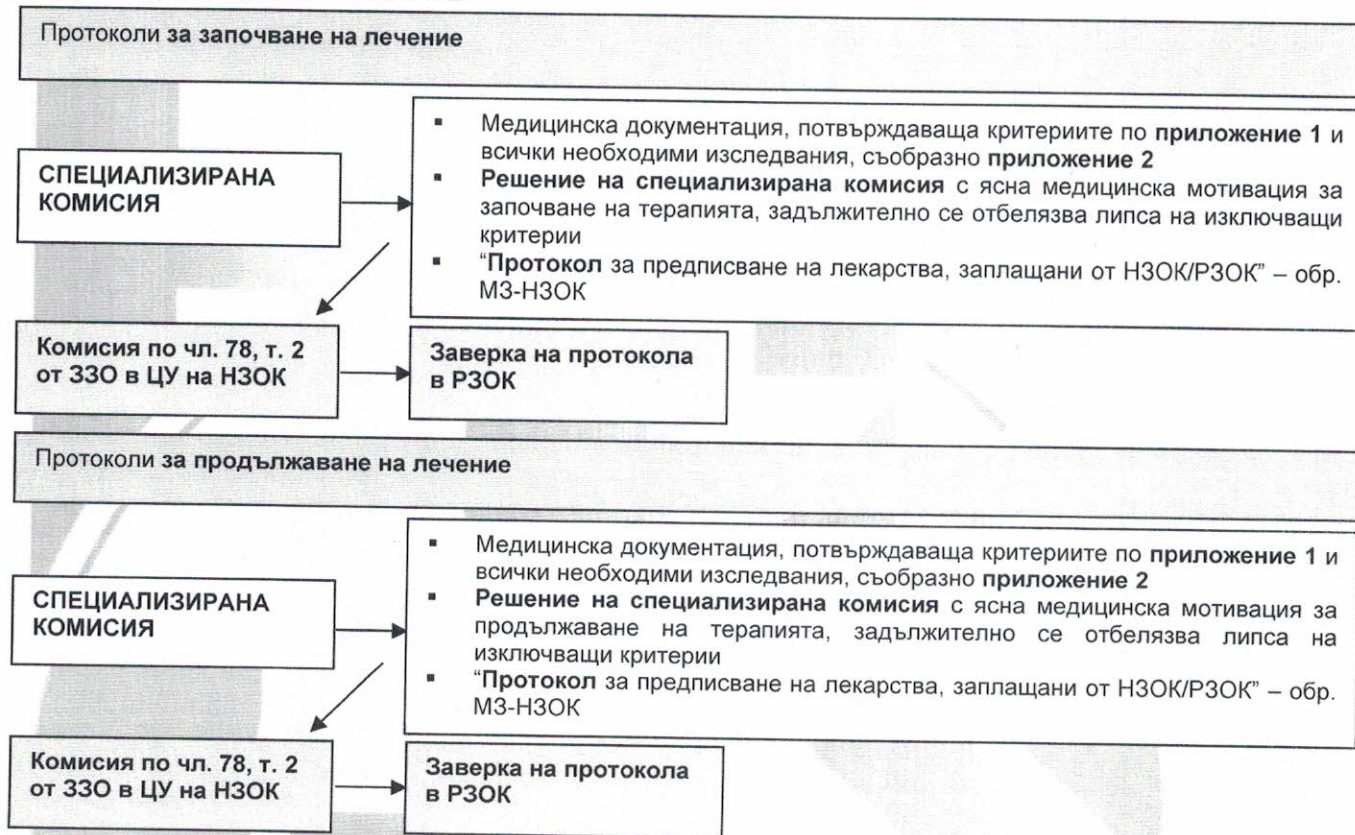 Протоколи за започване на лечение
СПЕЦИАЛИЗИРАНА
КОМИСИЯ
▪ Медицинска документация, потвърждаваща критериите по приложение 1 и
всички необходими изследвания, съобразно приложение 2
▪ Решение на специализирана комисия с ясна медицинска мотивация за
започване на терапията, задължително се отбелязва липса на изключващи
критерии
▪ “Протокол за предписване на лекарства, заплащани от НЗОК/РЗОК” – обр.
МЗ-НЗОК
Комисия по чл. 78, т. 2
от ЗЗО в ЦУ на НЗОК
Заверка на протокола
в РЗОК
Протоколи за продължаване на лечение
СПЕЦИАЛИЗИРАНА
КОМИСИЯ
▪ Медицинска документация, потвърждаваща критериите по приложение 1 и
всички необходими изследвания, съобразно приложение 2
▪ Решение на специализирана комисия с ясна медицинска мотивация за
продължаване на терапията, задължително се отбелязва липса на
изключващи критерии
▪ “Протокол за предписване на лекарства, заплащани от НЗОК/РЗОК” – обр.
МЗ-НЗОК
Комисия по чл. 78, т. 2
от ЗЗО в ЦУ на НЗОК
Заверка на протокола
в РЗОК